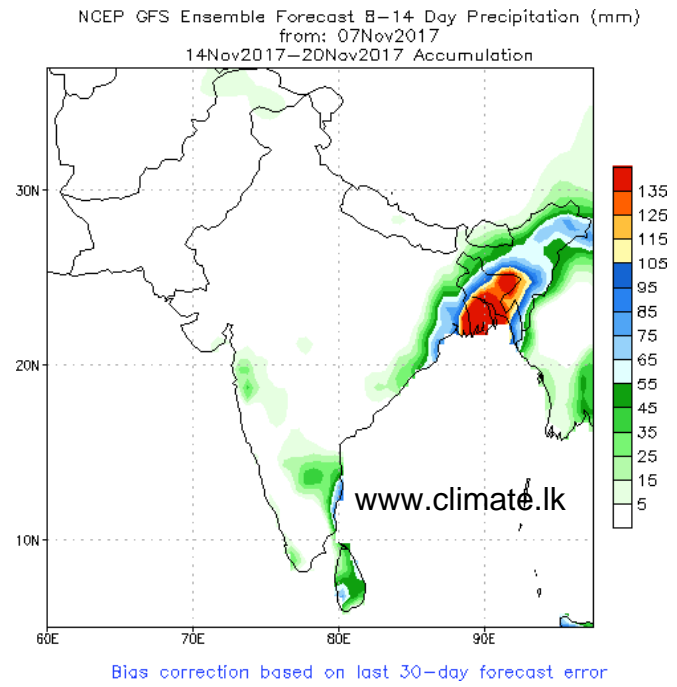 NCEP GFS Ensemble Forecast 8-14 Day Precipitation (mm)
from: 07Nov2017
14Nov2017-20Nov2017 Accumulation
30N
20N
10N
60E 70E 80E 90E
135
125
115
105
95
85
75
65
55
45
35
25
15
5
www.climate.lk
Bias correction based on last 30-day forecast error